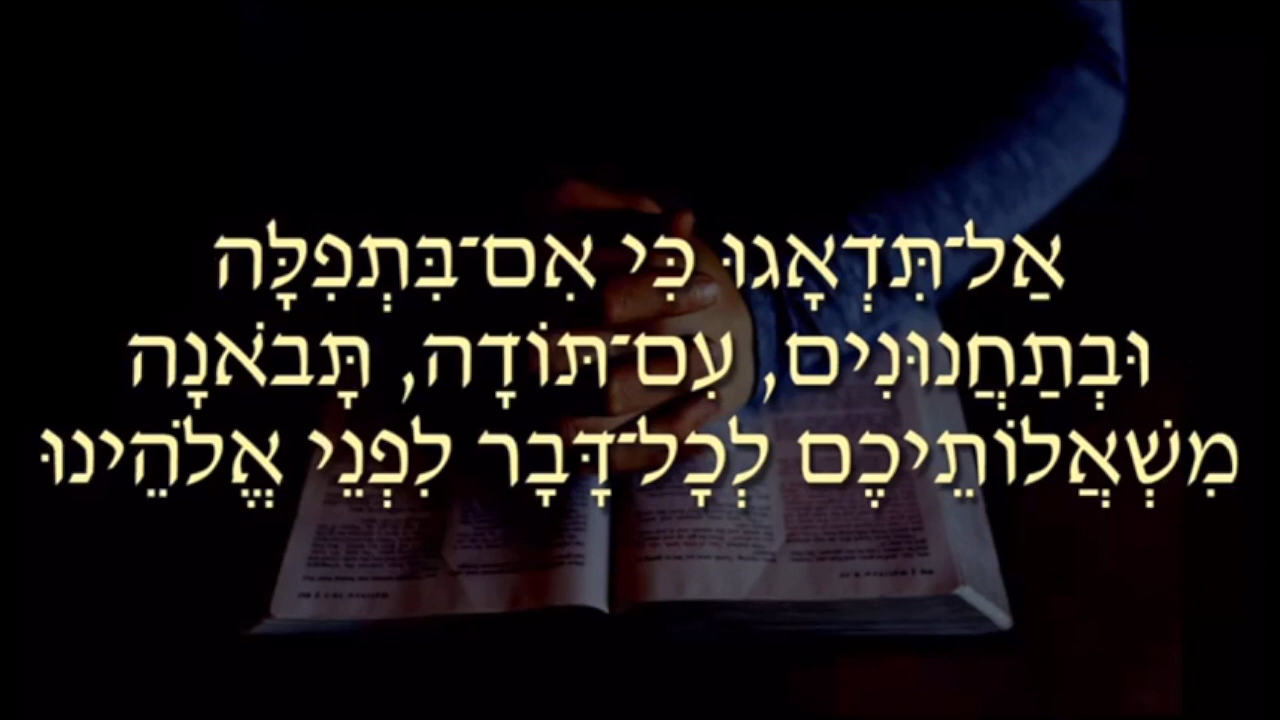 אַל־תִּדְאָגוּ כִּי אִם־בִּתְפִלָּה
וּבְתַחֲנוּנִים, עִם־תּוֹדָה, תָּבֹאנָה
מִשְׁאֲלוֹתֵיכֶם לְכָל־דָּבָר לִפְנֵי אֱלֹהֵינוּ